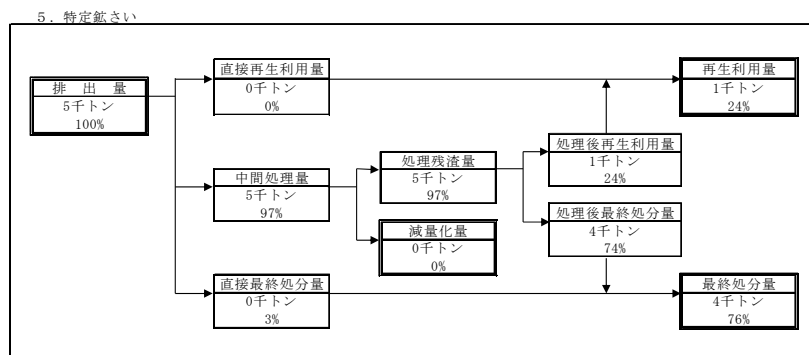 5．特定鉱さい
排　出　量
5千トン
100%
直接再生利用量
0千トン
0%
再生利用量
1千トン
24%
中間処理量
5千トン
97%
処理残渣量
5千トン
97%
処理後再生利用量
1千トン
24%
減量化量
0千トン
0%
処理後最終処分量
4千トン
74%
直接最終処分量
0千トン
3%
最終処分量
4千トン
76%